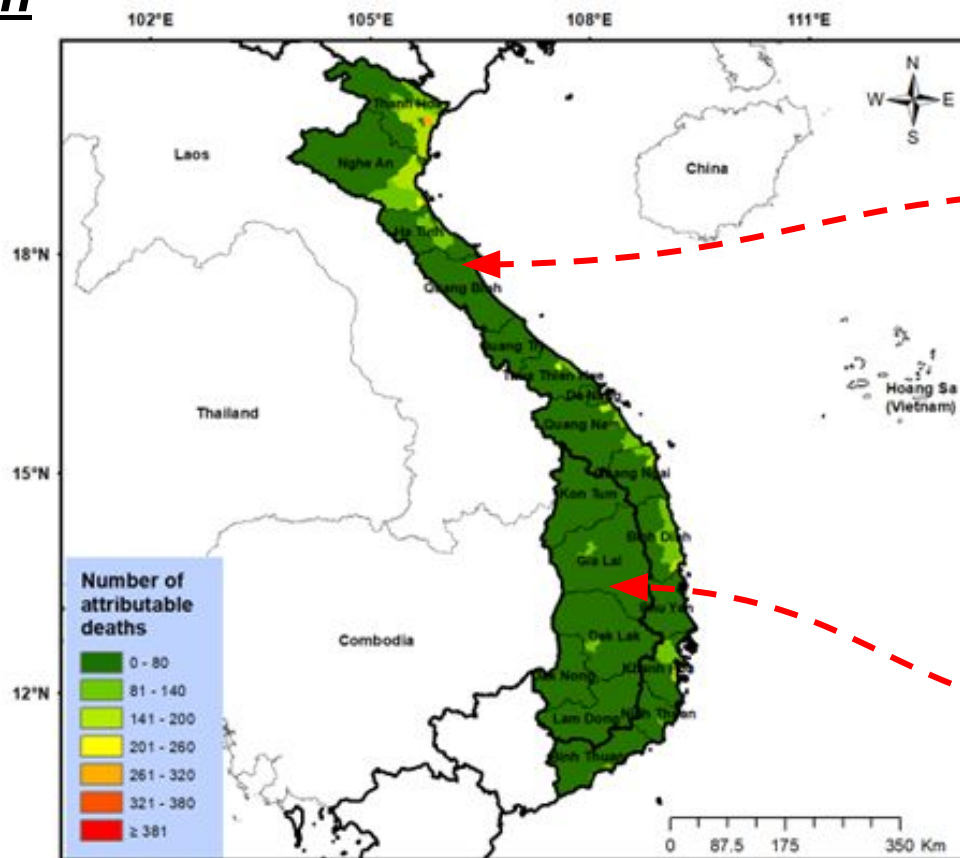 102°E 105°E 108°E 111°E
N
W E
S
Thanh Hoa
Laos
Nghe An
China
Ha Tinh
18°N
Quang Binh
Quang Tri
Thua Thien Hue
Da Nang
Hoang Sa
(Vietnam)
Thailand
Quang Na
15°N
Quang Ngai
Kon Tum
Binh Dinh
Gia Lai
Number of
attributable
deaths
0 - 80
81 - 140
141 - 200
201 - 260
261 - 320
321 - 380
≥ 381
Phu Yen
Combodia
Dak Lak
Khanh Hoa
Dak Nong
12°N
Lam Dong
Ninh Thuan
Binh Thuan
0 87.5 175 350 Km